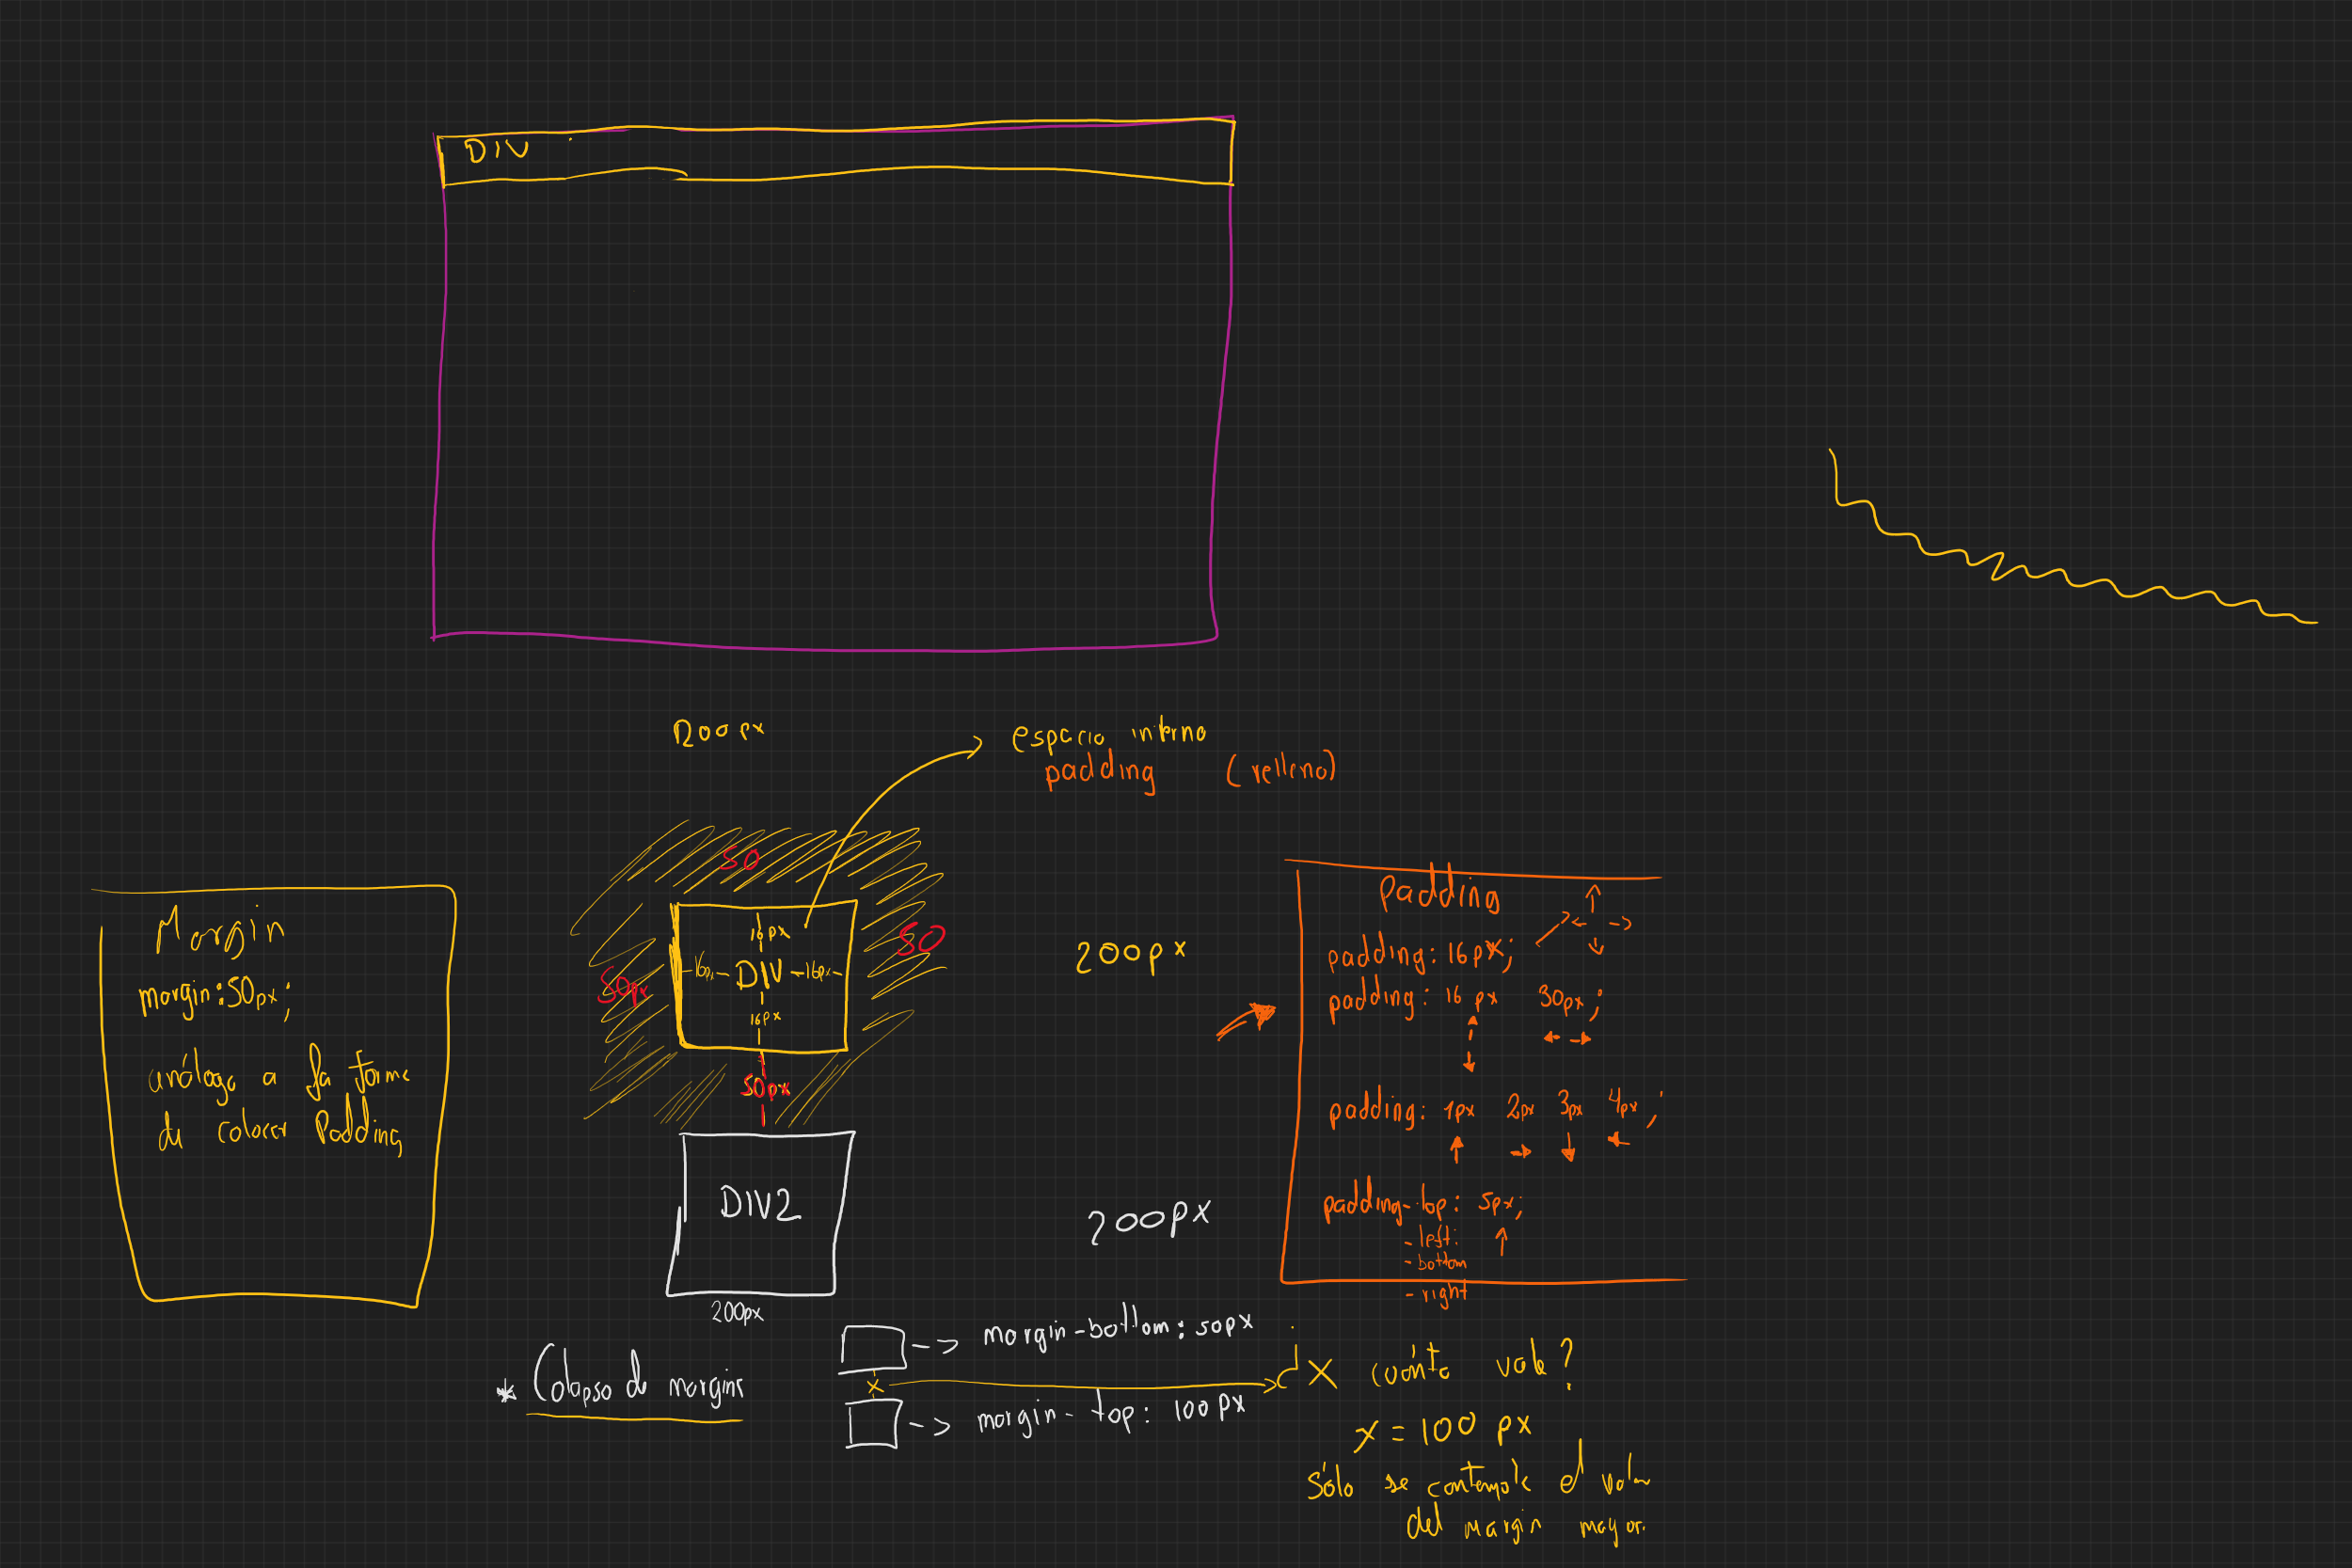 DIV
200px
espacio interno
padding (relleno)
50
16px
50
16px DIV 16px
50px
16px
50px
200px
Margin
margin:50px;
análoga a la forma
de colocar Padding
Padding
padding: 16px;
padding: 16px 30px;
padding: 1px 2px 3px 4px;
padding-top: 5px;
-left:
-bottom
-right
DIV2
200px
200px
* Colapso de margins
--> margin-bottom: 50px
x
--> margin-top: 100px
¿X cuánto vale?
x = 100 px
Sólo se contempla el valor
del margin mayor.